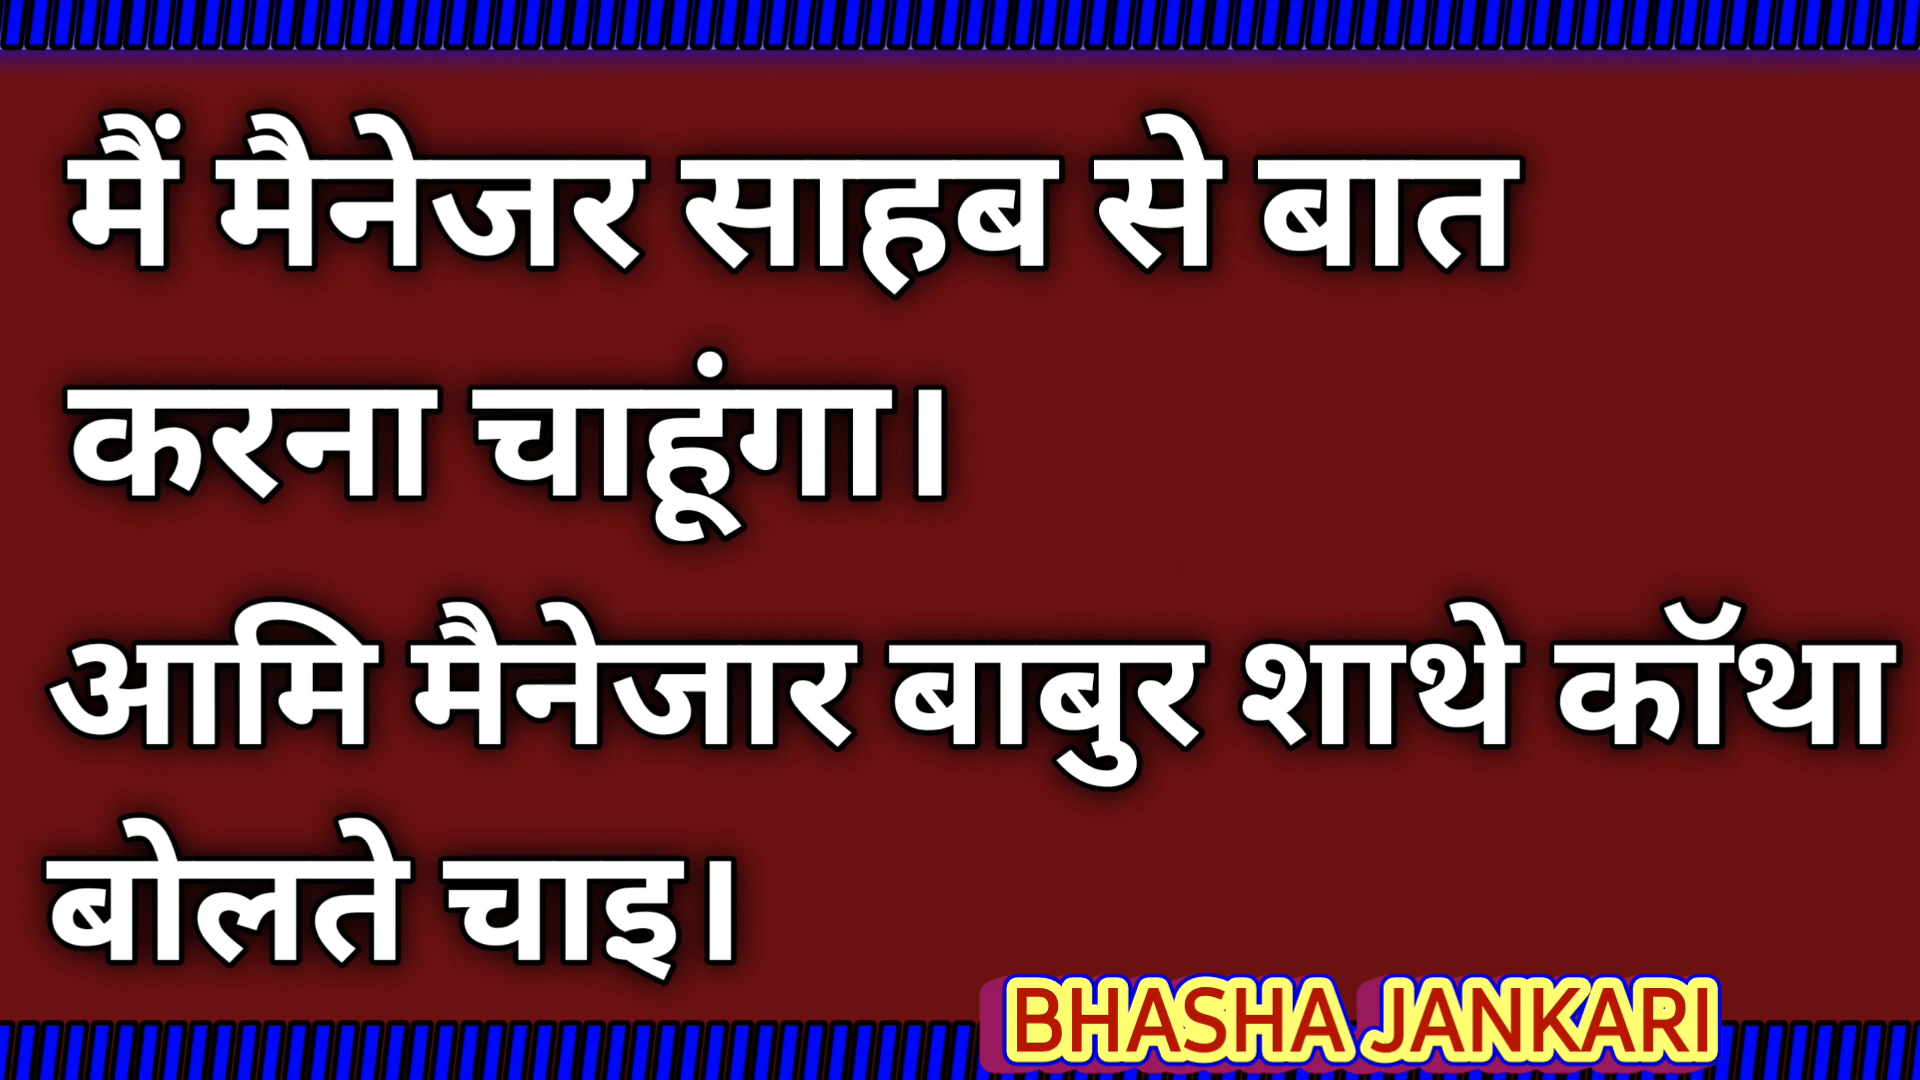 मैं मैनेजर साहब से बात
करना चाहूंगा।
आमि मैनेजार बाबुर शाथे कॉथा
बोलते चाइ।
BHASHA JANKARI